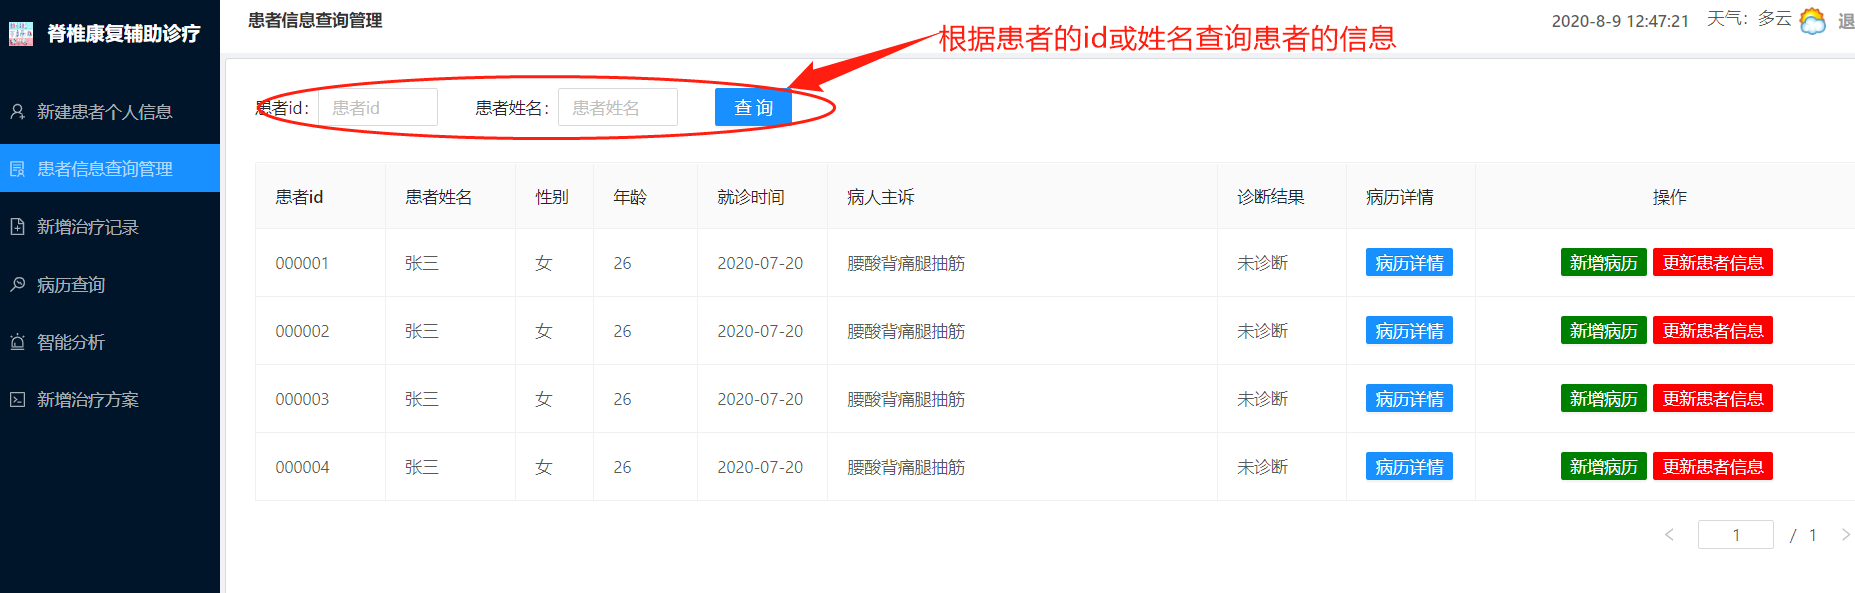 脊椎康复辅助诊疗
患者信息查询管理
2020-8-9 12:47:21 天气：多云 退
根据患者的id或姓名查询患者的信息
新建患者个人信息
患者信息查询管理
新增治疗记录
病历查询
智能分析
新增治疗方案
患者id： 患者id 患者姓名： 患者姓名 查 询
患者id 患者姓名 性别 年龄 就诊时间 病人主诉 诊断结果 病历详情 操作
000001 张三 女 26 2020-07-20 腰酸背痛腿抽筋 未诊断 病历详情 新增病历 更新患者信息
000002 张三 女 26 2020-07-20 腰酸背痛腿抽筋 未诊断 病历详情 新增病历 更新患者信息
000003 张三 女 26 2020-07-20 腰酸背痛腿抽筋 未诊断 病历详情 新增病历 更新患者信息
000004 张三 女 26 2020-07-20 腰酸背痛腿抽筋 未诊断 病历详情 新增病历 更新患者信息
< 1 / 1 >